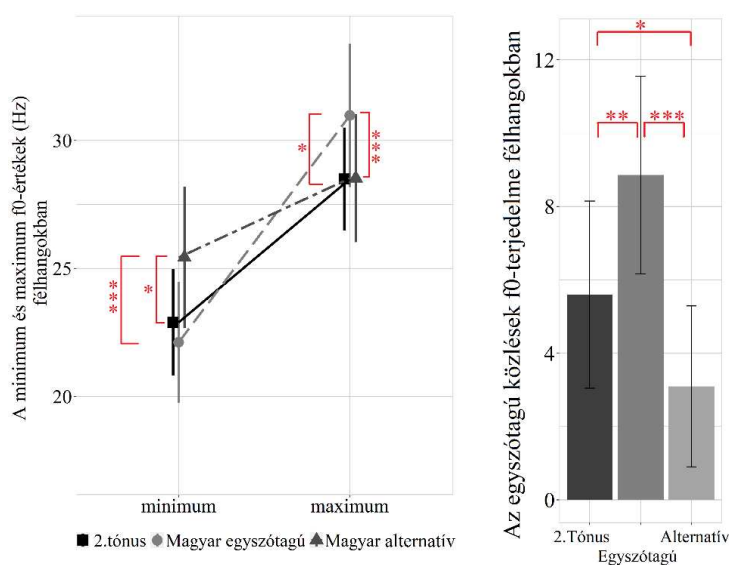 A minimum és maximum f0-értékek (Hz)
félhangokban
30
25
20
***
*
*
***
minimum
maximum
2.tónus
Magyar egyszótagú
Magyar alternatív
Az egyszótagú közlések f0-terjedelme félhangokban
12
8
4
0
*
**
***
2.Tónus
Egyszótagú
Alternatív